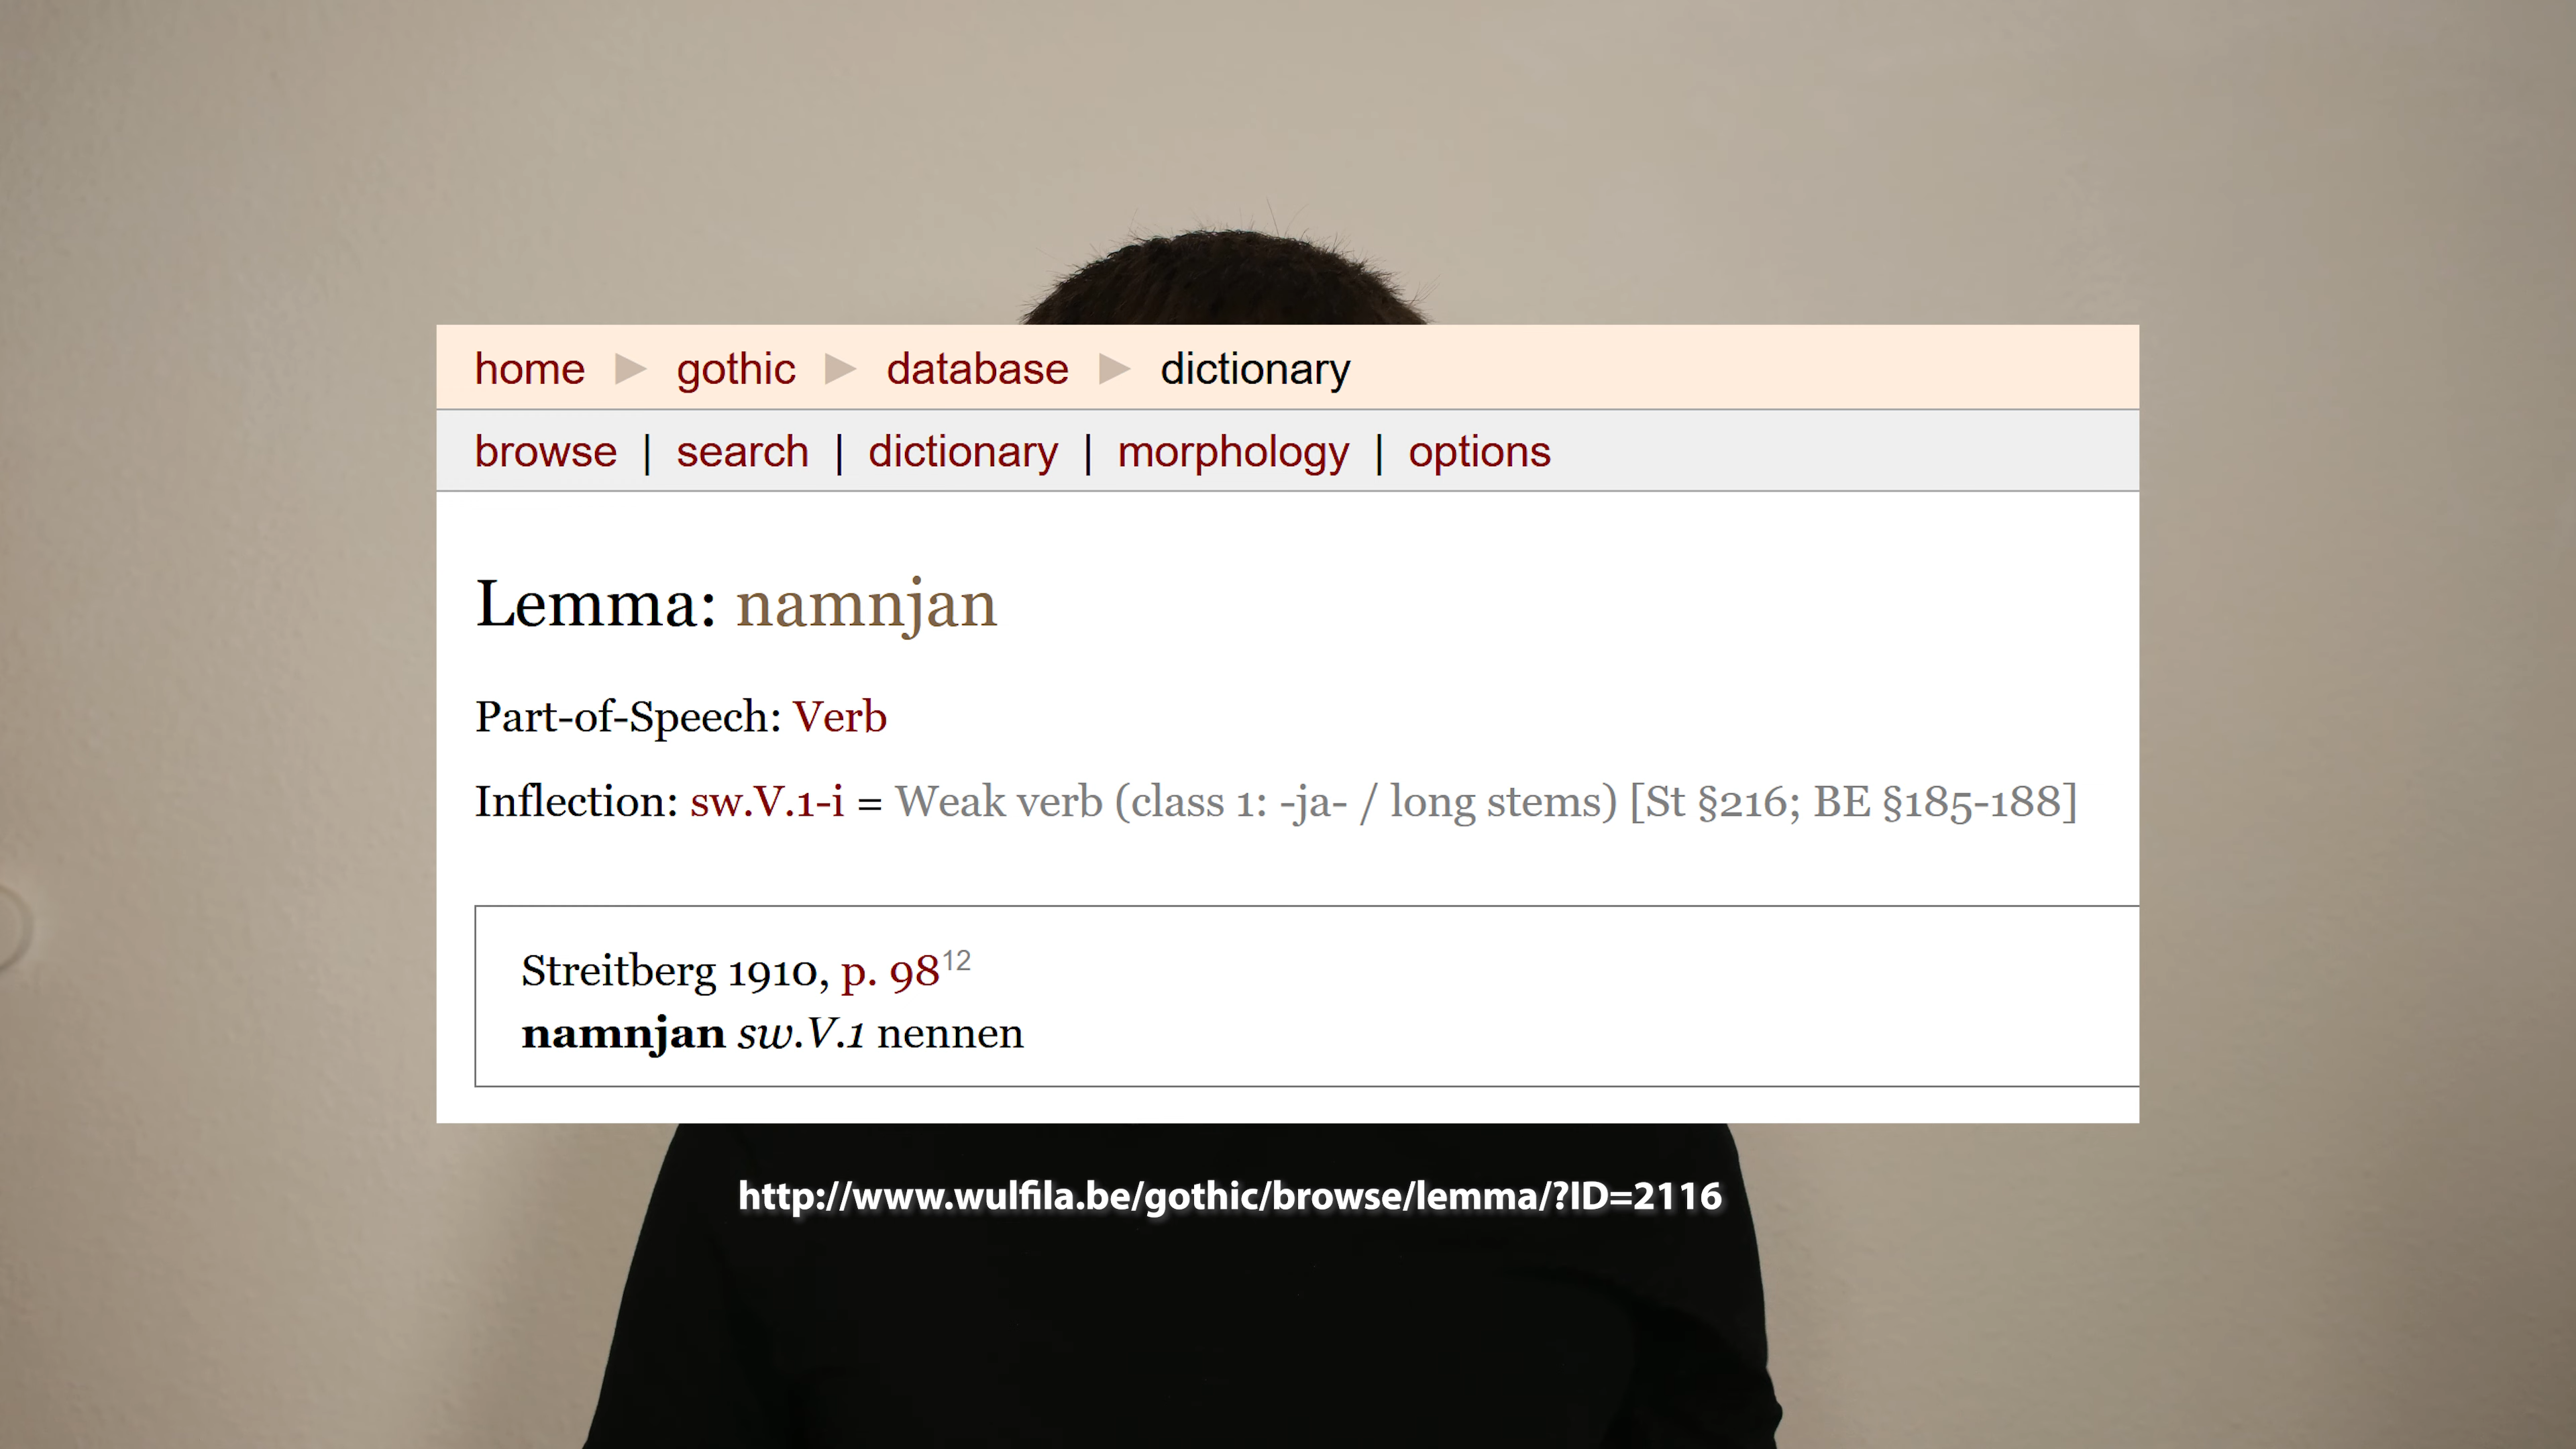 home ▶ gothic ▶ database ▶ dictionary
browse | search | dictionary | morphology | options
Lemma: namnjan
Part-of-Speech: Verb
Inflection: sw.V.1-i = Weak verb (class 1: -ja- / long stems) [St §216; BE §185-188]
Streitberg 1910, p. 98¹²
namnjan sw.V.1 nennen
http://www.wulfila.be/gothic/browse/lemma/?ID=2116